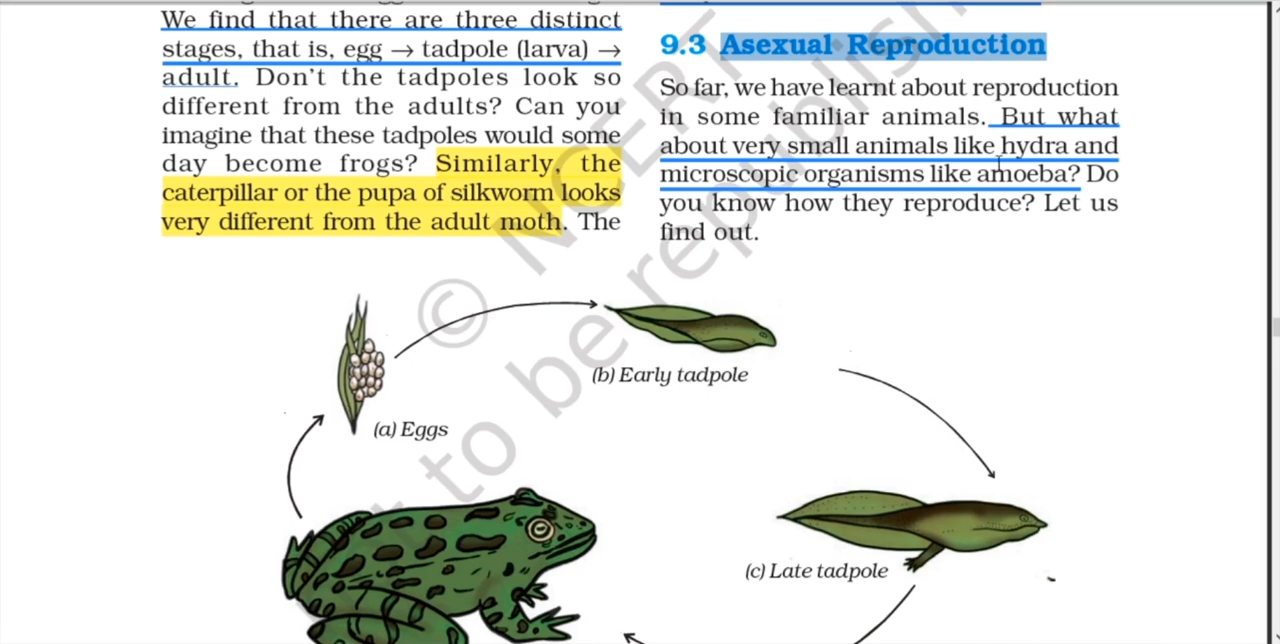 We find that there are three distinct
stages, that is, egg → tadpole (larva) →
adult. Don't the tadpoles look so
different from the adults? Can you
imagine that these tadpoles would some
day become frogs? Similarly, the
caterpillar or the pupa of silkworm looks
very different from the adult moth. The
9.3 Asexual Reproduction
So far, we have learnt about reproduction
in some familiar animals. But what
about very small animals like hydra and
microscopic organisms like amoeba? Do
you know how they reproduce? Let us
find out.
(a) Eggs
(b) Early tadpole
(c) Late tadpole
© NCERT
to be republish